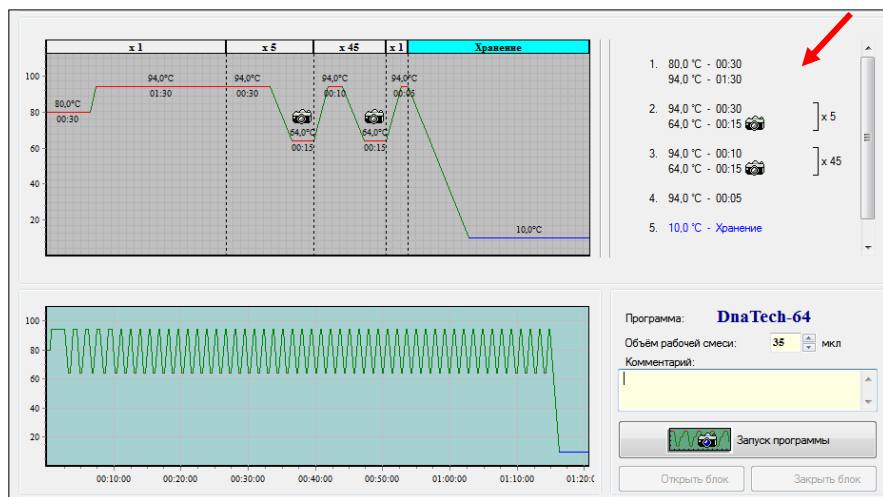 x 1 x 5 x 45 x 1 Хранение
100
80
60
40
20
80,0°C
00:30
94,0°C
01:30
94,0°C
00:30
64,0°C
00:15
94,0°C
00:10
64,0°C
00:15
94,0°C
00:05
10,0°C
1. 80,0 °C - 00:30
94,0 °C - 01:30
2. 94,0 °C - 00:30
64,0 °C - 00:15
x 5
3. 94,0 °C - 00:10
64,0 °C - 00:15
x 45
4. 94,0 °C - 00:05
5. 10,0 °C - Хранение
100
80
60
40
20
00:10:00 00:20:00 00:30:00 00:40:00 00:50:00 01:00:00 01:10:00 01:20:0
Программа: DnaTech-64
Объём рабочей смеси: 35 мкл
Комментарий:
Запуск программы
Открыть блок Закрыть блок